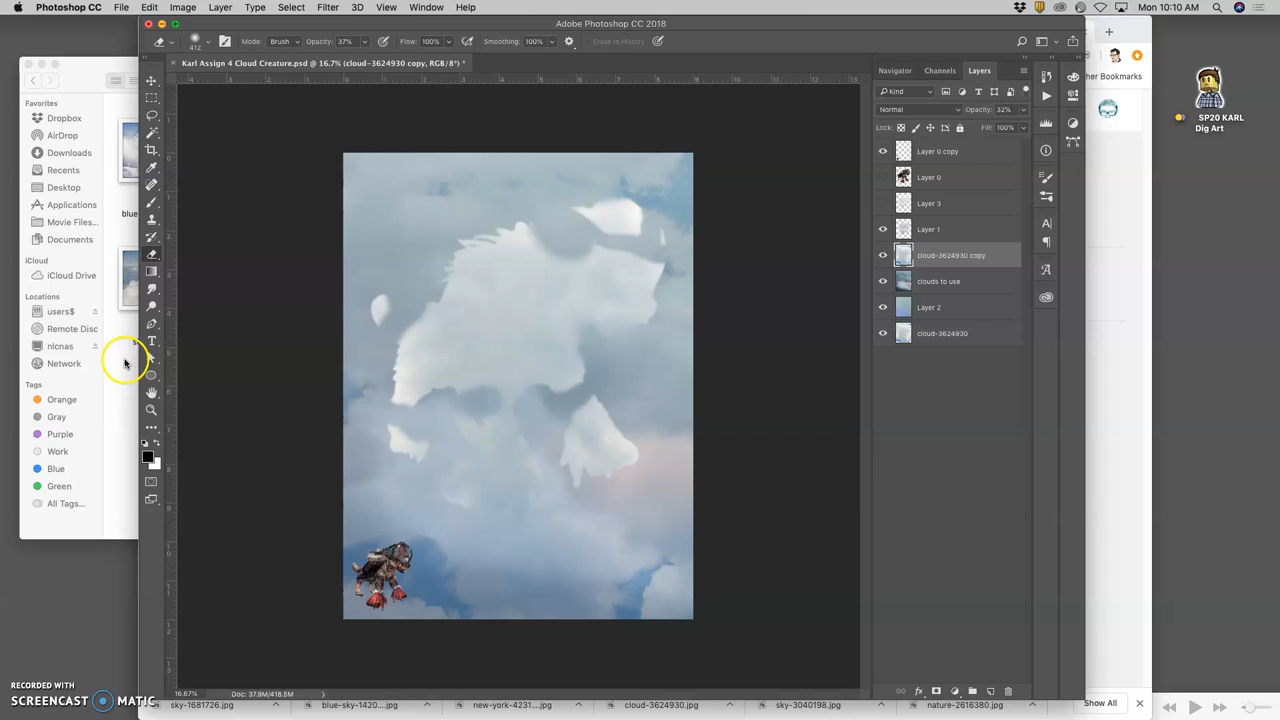 Photoshop CC File Edit Image Layer Type Select Filter 3D View Window Help Mon 10:10 AM
Adobe Photoshop CC 2018
412 Mode: Brush Opacity: 37% Flow: 100% Smoothing: 100% Erase to History
Karl Assign 4 Cloud Creature.psd @ 16.7% (cloud-3624930 copy, RGB/8*) *
her Bookmarks
SP20 KARL
Dig Art
Favorites
Dropbox
AirDrop
Downloads
Recents
Desktop
Applications
Movie Files...
Documents
iCloud
iCloud Drive
Locations
users$
Remote Disc
nlcnas
Network
Tags
Orange
Gray
Purple
Work
Blue
Green
All Tags...
blue
Navigator Channels Layers
Kind
Normal Opacity: 32%
Lock: Fill: 100%
Layer 0 copy
Layer 0
Layer 3
Layer 1
cloud-3624930 copy
clouds to use
Layer 2
cloud-3624930
16.67% Doc: 37.9M/418.5M
RECORDED WITH
SCREENCAST MATIC
sky-1681726.jpg blue-sky-1420....jpg new-york-4231....jpg cloud-3624930.jpg sky-3040198.jpg nature-2616380.jpg Show All